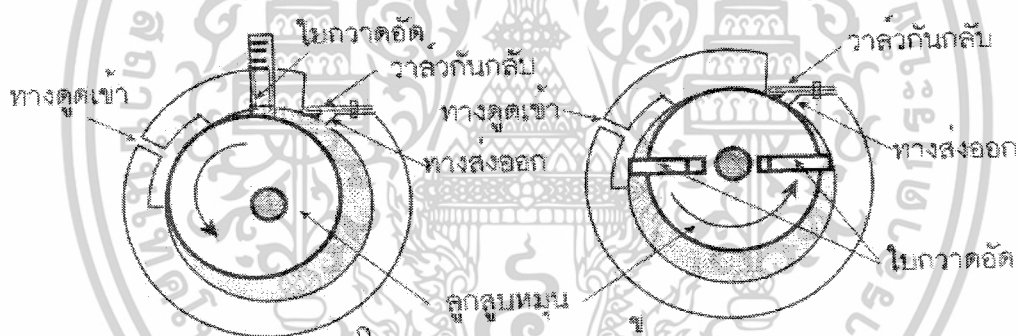 ใบกวาดอัด
วาล์วกันกลับ
ทางดูดเข้า
ทางส่งออก
วาล์วกันกลับ
ทางดูดเข้า
ทางส่งออก
ใบกวาดอัด
ลูกสูบหมุน
ข